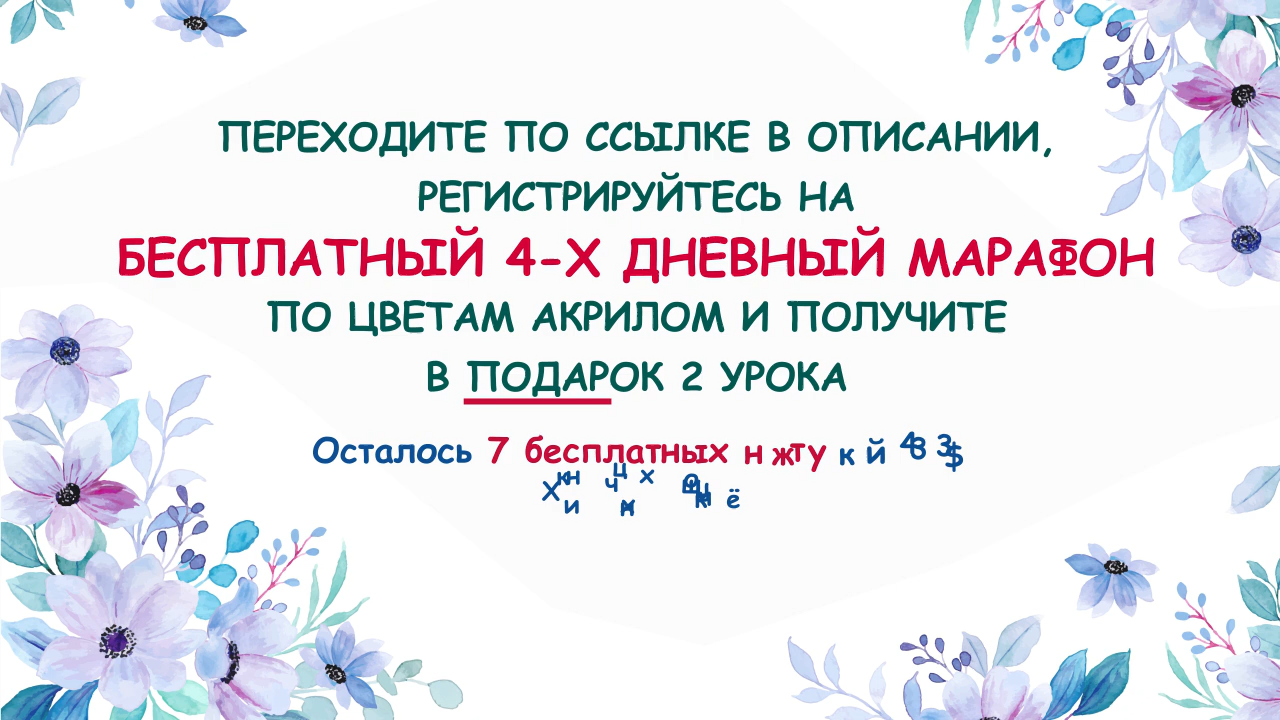 ПЕРЕХОДИТЕ ПО ССЫЛКЕ В ОПИСАНИИ,
РЕГИСТРИРУЙТЕСЬ НА
БЕСПЛАТНЫЙ 4-Х ДНЕВНЫЙ МАРАФОН
ПО ЦВЕТАМ АКРИЛОМ И ПОЛУЧИТЕ
В ПОДАРОК 2 УРОКА
Осталось 7 бесплатных